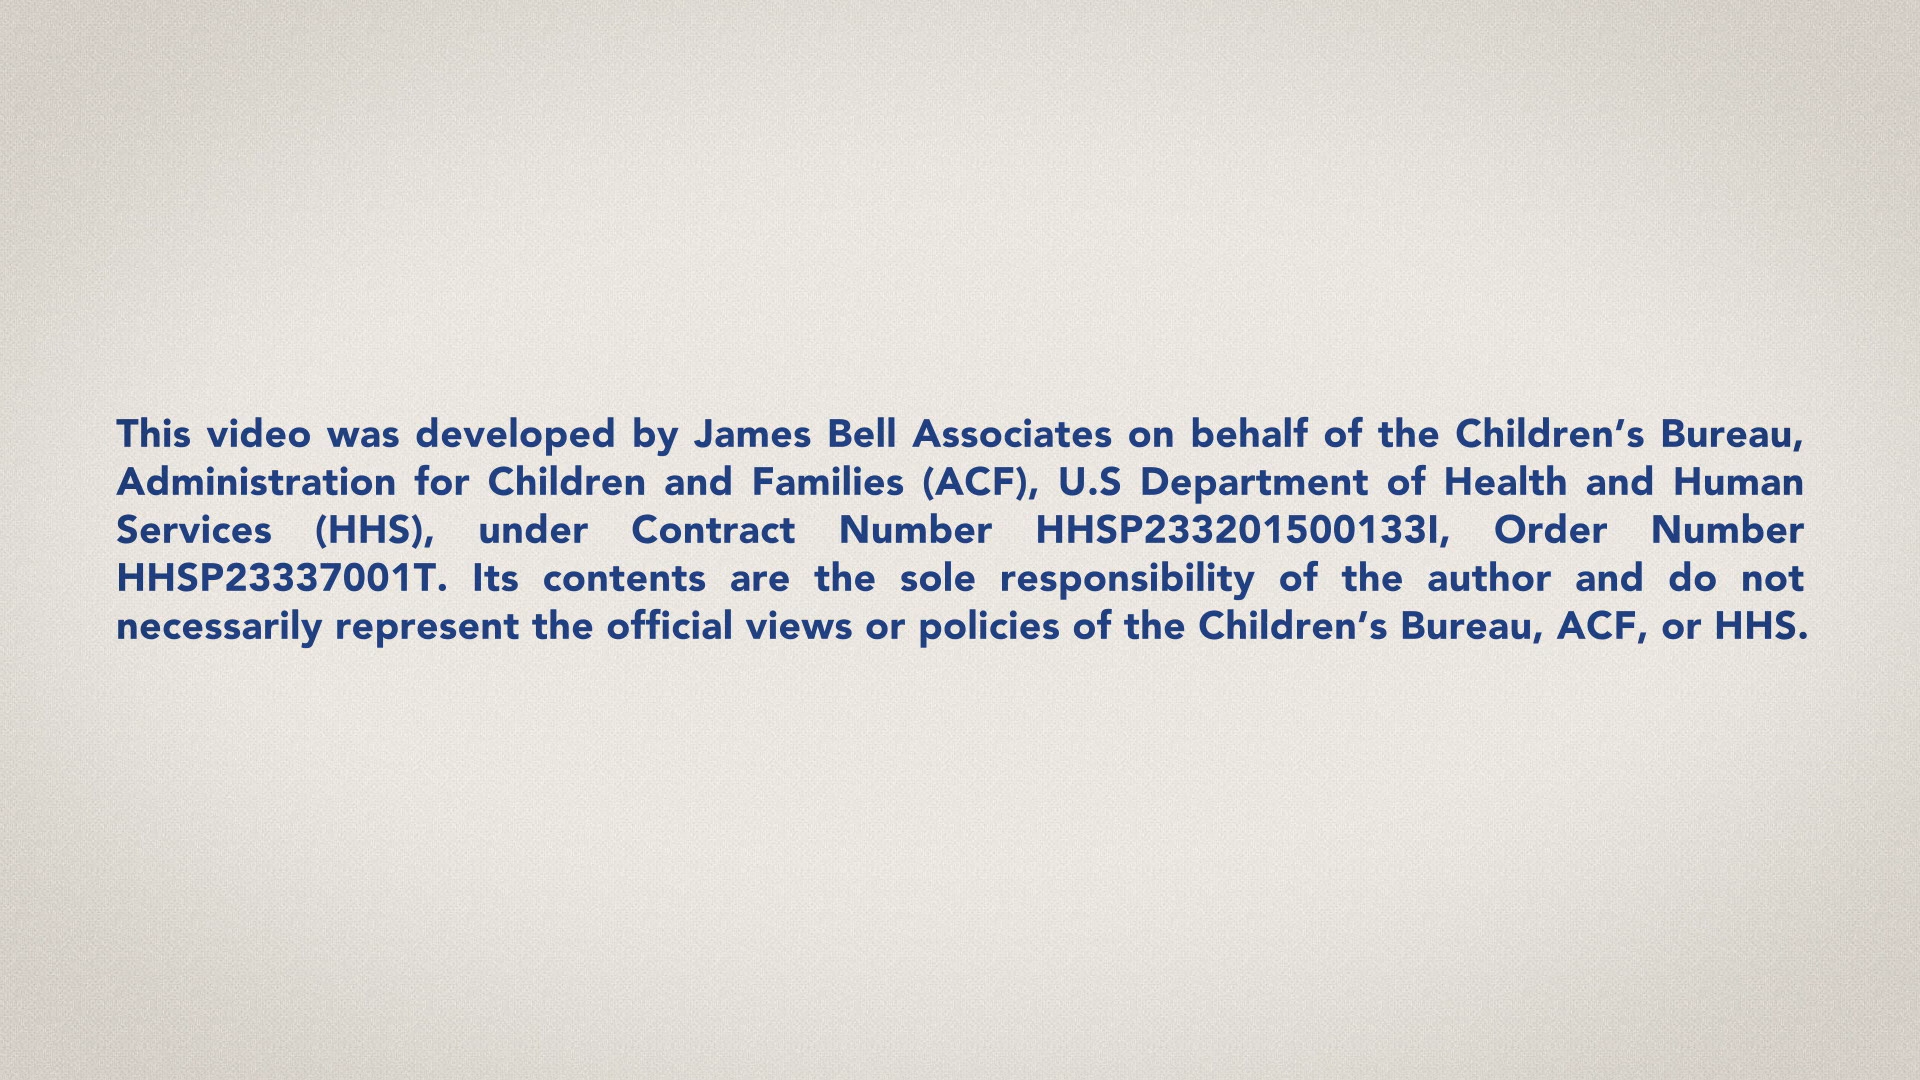 This video was developed by James Bell Associates on behalf of the Children’s Bureau,
Administration for Children and Families (ACF), U.S Department of Health and Human
Services (HHS), under Contract Number HHSP233201500133I, Order Number
HHSP23337001T. Its contents are the sole responsibility of the author and do not
necessarily represent the official views or policies of the Children’s Bureau, ACF, or HHS.